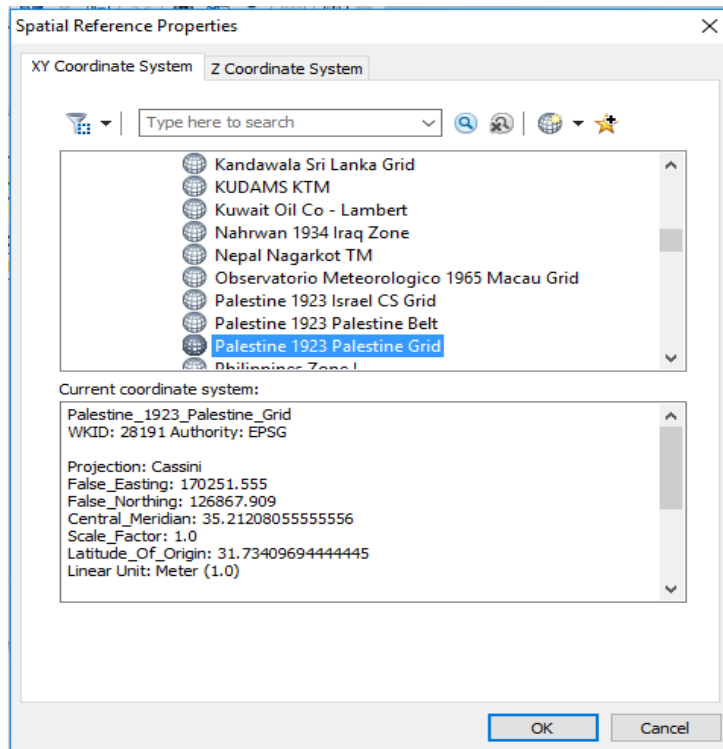 Spatial Reference Properties
XY Coordinate System
Z Coordinate System
Type here to search
Kandawala Sri Lanka Grid
KUDAMS KTM
Kuwait Oil Co - Lambert
Nahrwan 1934 Iraq Zone
Nepal Nagarkot TM
Observatorio Meteorologico 1965 Macau Grid
Palestine 1923 Israel CS Grid
Palestine 1923 Palestine Belt
Palestine 1923 Palestine Grid
Philippines Zone I
Current coordinate system:
Palestine_1923_Palestine_Grid
WKID: 28191 Authority: EPSG
Projection: Cassini
False_Easting: 170251.555
False_Northing: 126867.909
Central_Meridian: 35.21208055555556
Scale_Factor: 1.0
Latitude_Of_Origin: 31.73409694444445
Linear Unit: Meter (1.0)
OK
Cancel